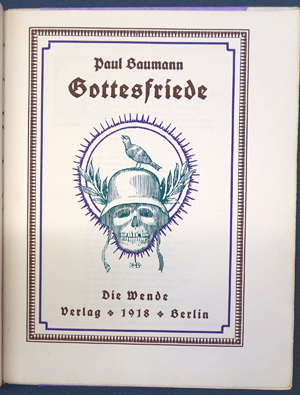 Paul Baumann
Gottesfriede
Die Wende
Verlag ✦ 1918 ✦ Berlin